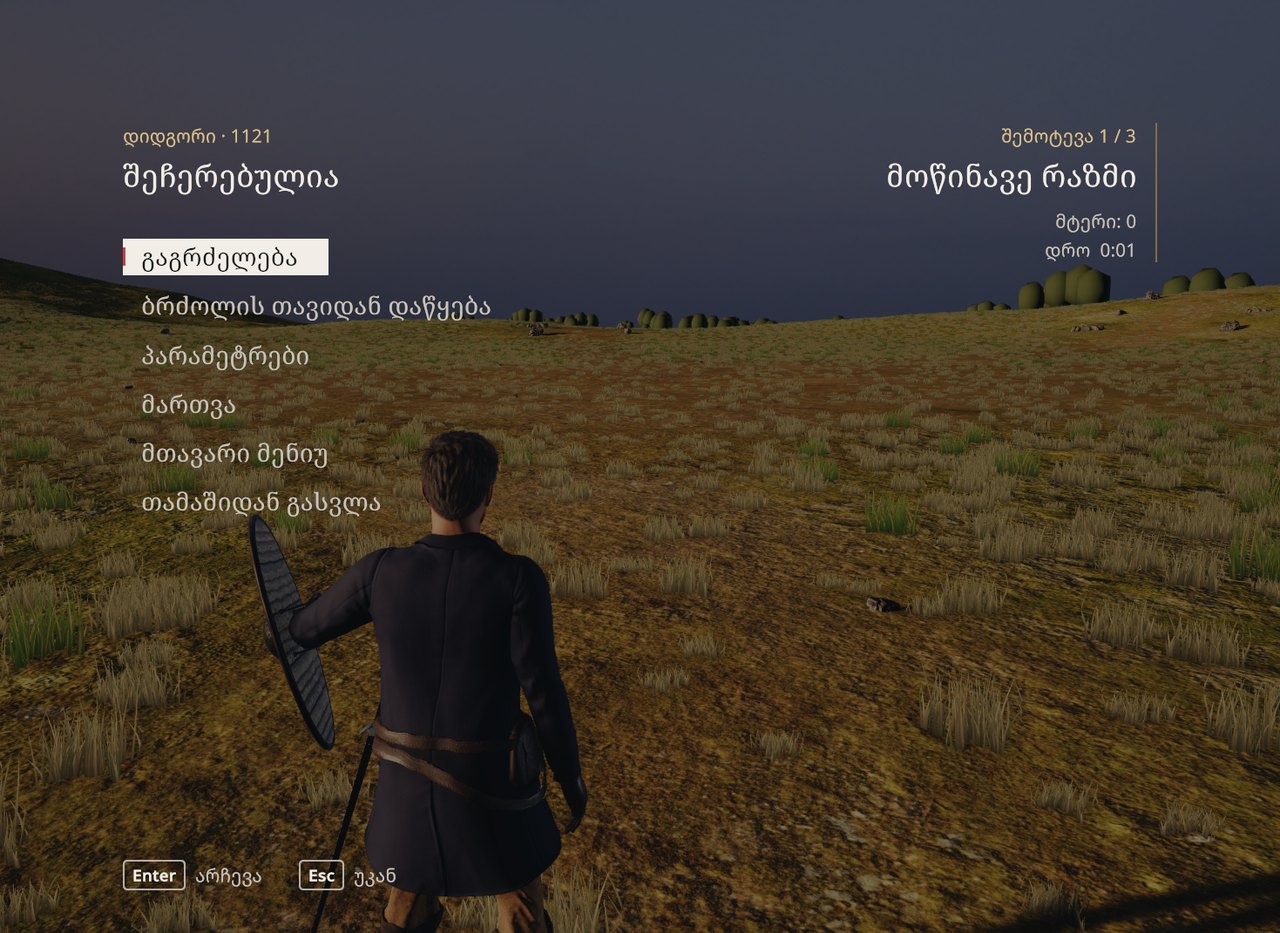 დიდგორი · 1121
შეჩერებულია
შემოტევა 1 / 3
მოწინავე რაზმი
მტერი: 0
დრო 0:01
გაგრძელება
ბრძოლის თავიდან დაწყება
პარამეტრები
მართვა
მთავარი მენიუ
თამაშიდან გასვლა
Enter არჩევა Esc უკან